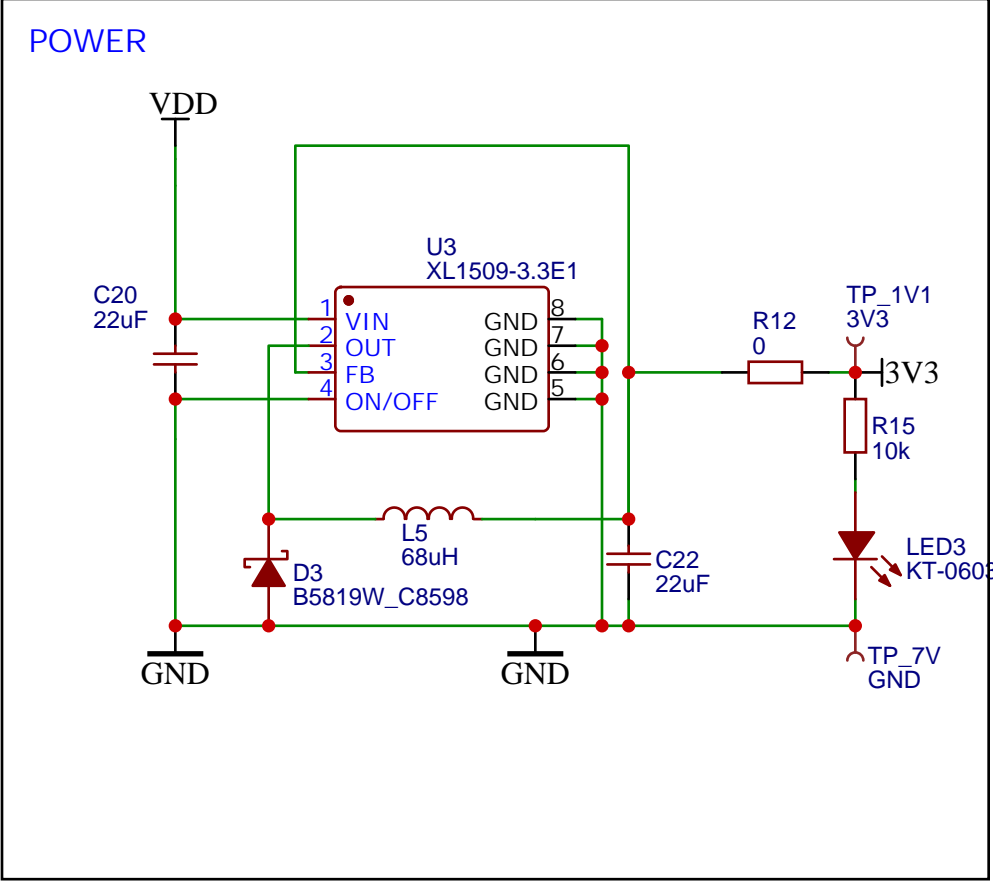 POWER
VDD
U3
XL1509-3.3E1
C20
22uF
1
VIN
2
OUT
3
FB
4
ON/OFF
GND
8
GND
7
GND
6
GND
5
R12
0
TP_1V1
3V3
3V3
R15
10k
L5
68uH
D3
B5819W_C8598
C22
22uF
LED3
KT-0603
GND
GND
TP_7V
GND